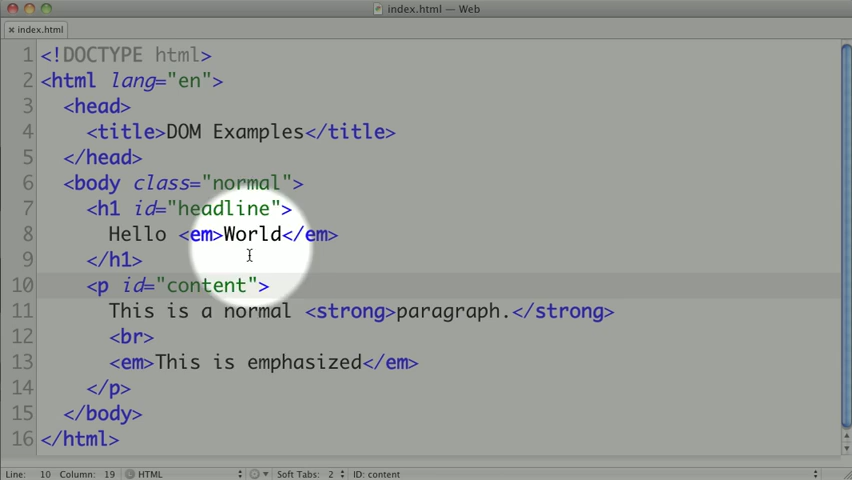 index.html — Web
× index.html
1 <!DOCTYPE html>
2 <html lang="en">
3 <head>
4 <title>DOM Examples</title>
5 </head>
6 <body class="normal">
7 <h1 id="headline">
8 Hello <em>World</em>
9 </h1>
10 <p id="content">
11 This is a normal <strong>paragraph.</strong>
12 <br>
13 <em>This is emphasized</em>
14 </p>
15 </body>
16 </html>
Line: 10 Column: 19 HTML Soft Tabs: 2 ID: content